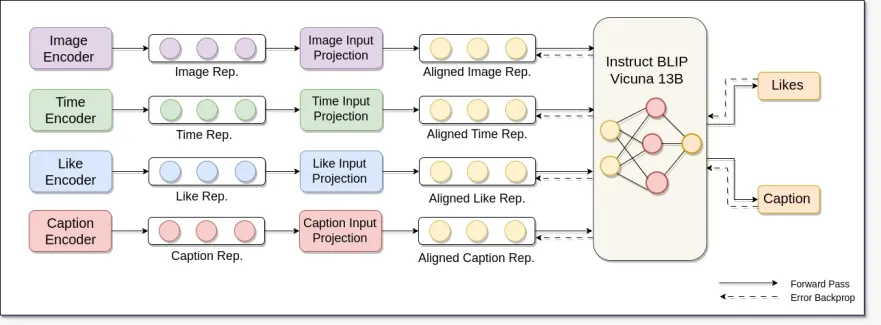 Image
Encoder
Image Rep.
Image Input
Projection
Aligned Image Rep.
Time
Encoder
Time Rep.
Time Input
Projection
Aligned Time Rep.
Like
Encoder
Like Rep.
Like Input
Projection
Aligned Like Rep.
Caption
Encoder
Caption Rep.
Caption Input
Projection
Aligned Caption Rep.
Instruct BLIP
Vicuna 13B
Likes
Caption
Forward Pass
Error Backprop